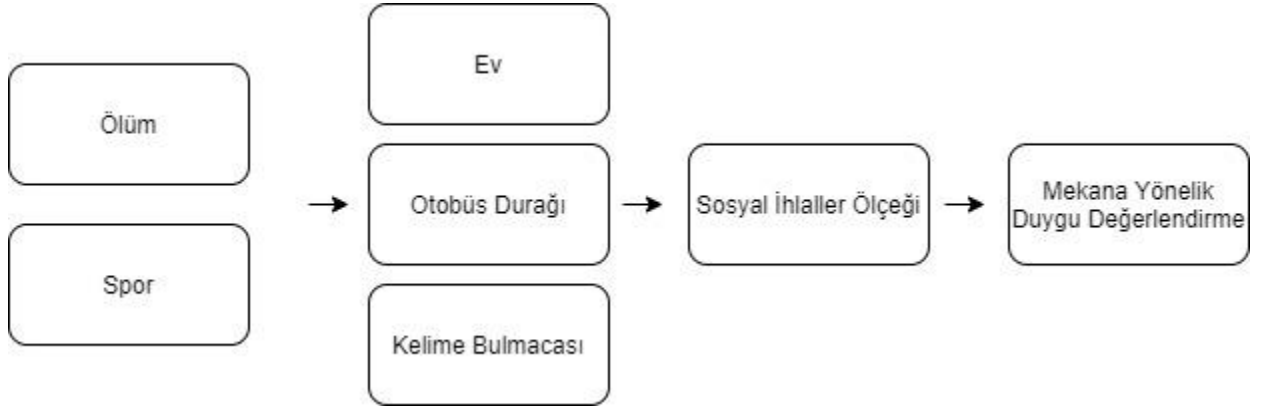 Ölüm
Spor
Ev
Otobüs Durağı
Kelime Bulmacası
Sosyal İhlaller Ölçeği
Mekana Yönelik
Duygu Değerlendirme